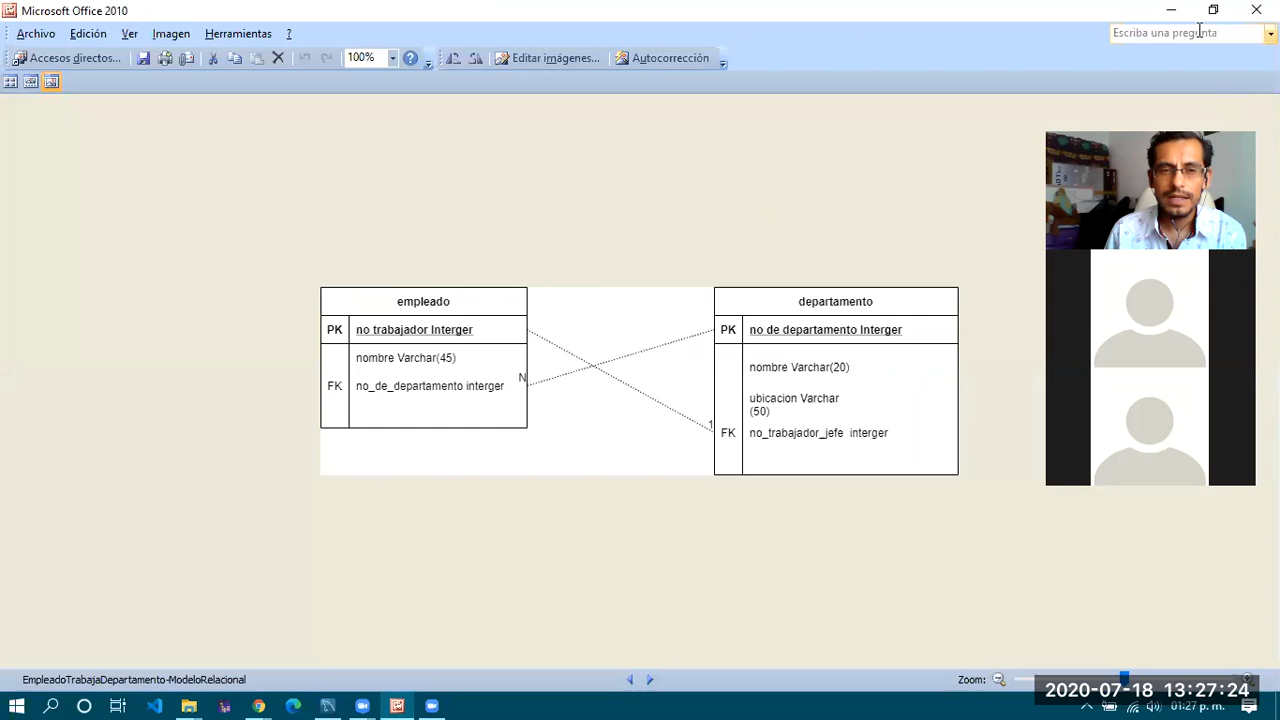 Microsoft Office 2010
Archivo Edición Ver Imagen Herramientas ?
Escriba una pregunta
Accesos directos...
100%
Editar imágenes...
Autocorrección
empleado
PK no trabajador Interger
nombre Varchar(45)
FK no_de_departamento interger
N
1
departamento
PK no de departamento Interger
nombre Varchar(20)
ubicacion Varchar
(50)
FK no_trabajador_jefe interger
EmpleadoTrabajaDepartamento-ModeloRelacional
Zoom:
2020-07-18 13:27:24
01:27 p. m.